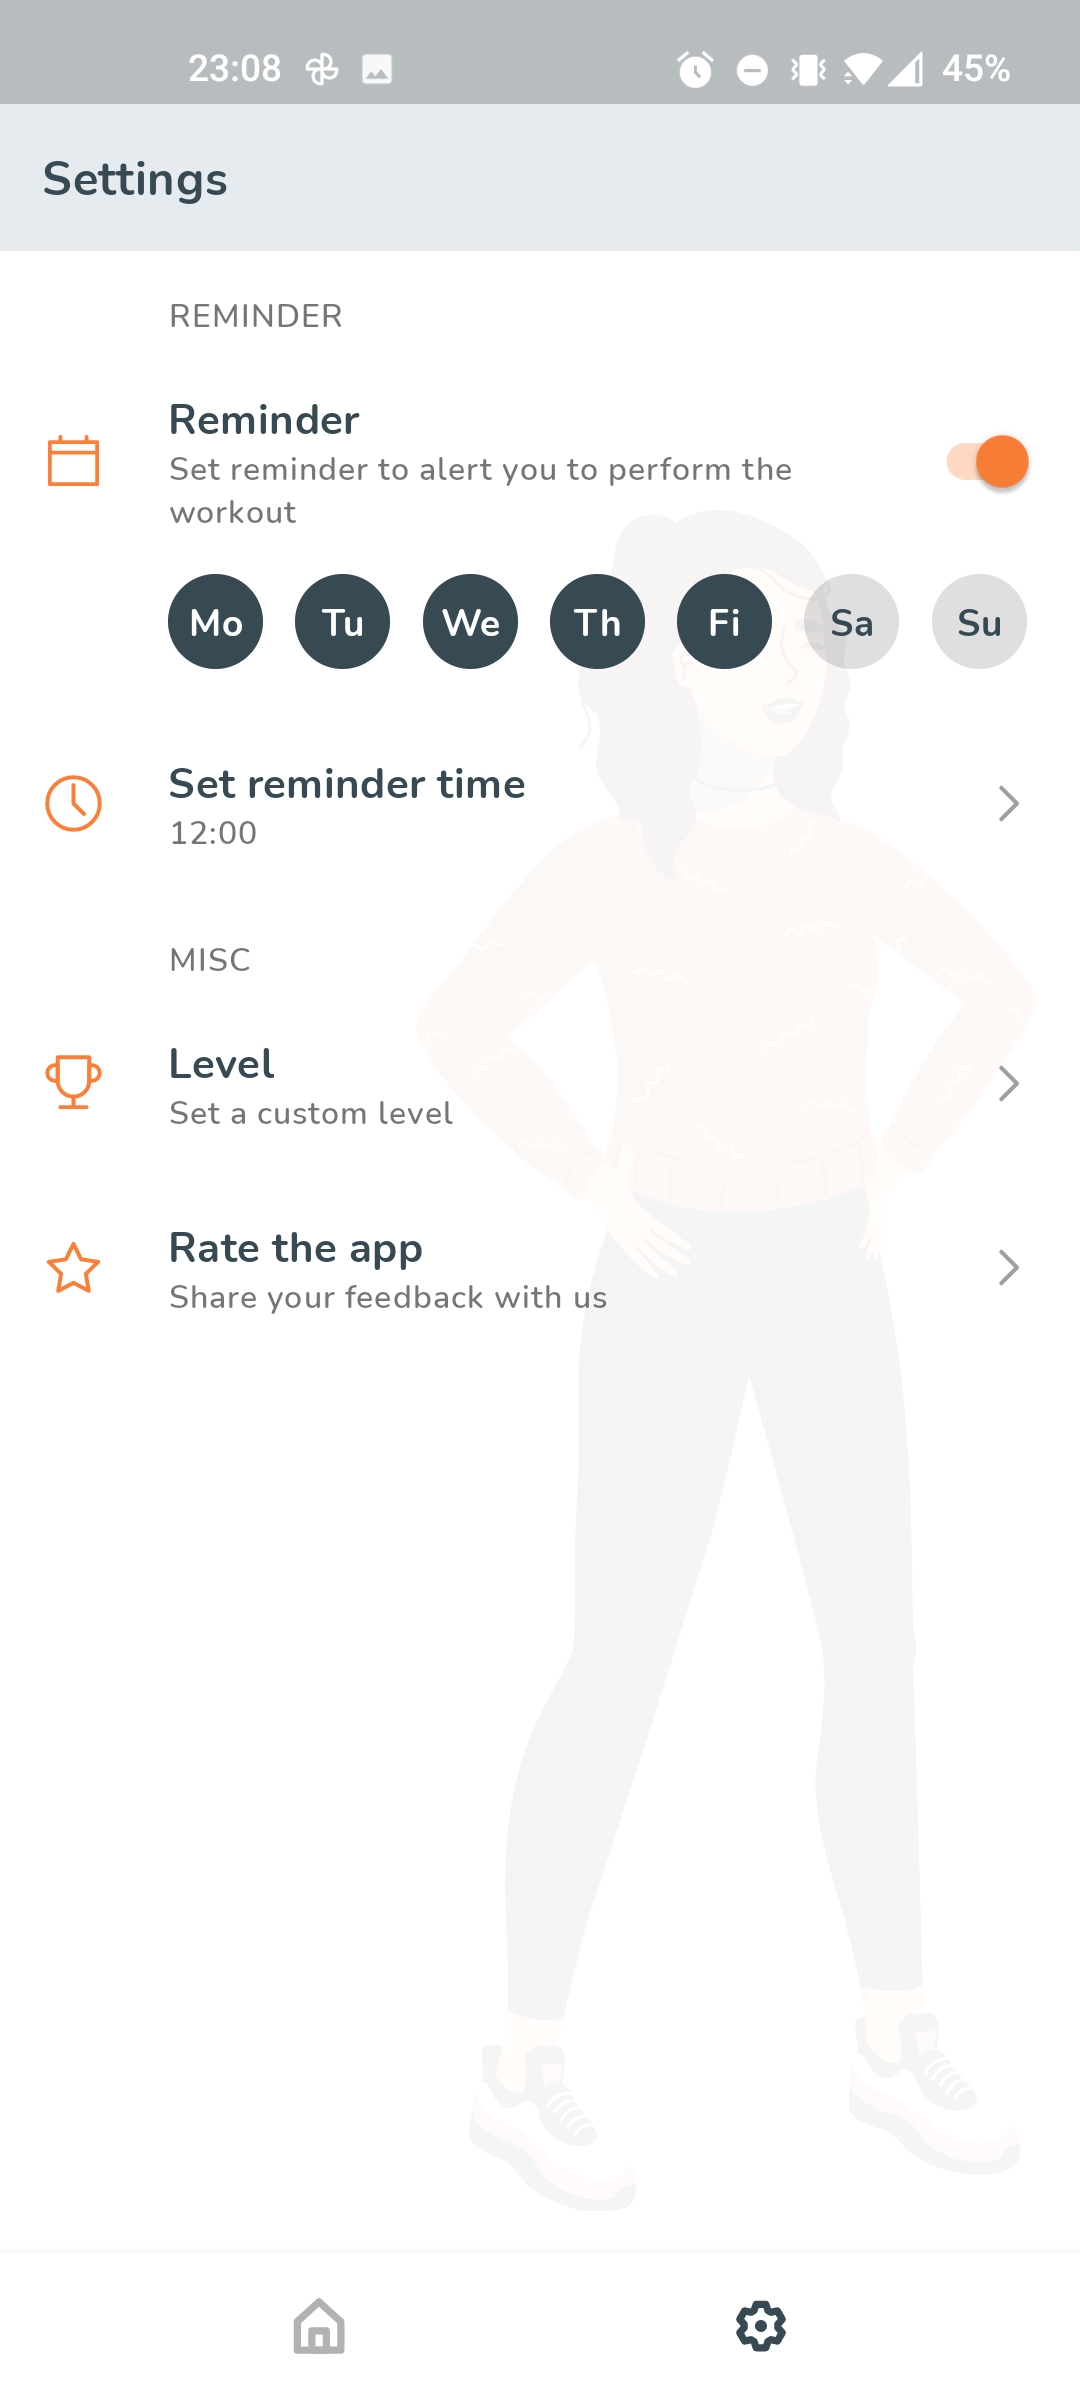 23:08 45%
Settings
REMINDER
Reminder
Set reminder to alert you to perform the
workout
Mo Tu We Th Fi Sa Su
Set reminder time
12:00
MISC
Level
Set a custom level
Rate the app
Share your feedback with us